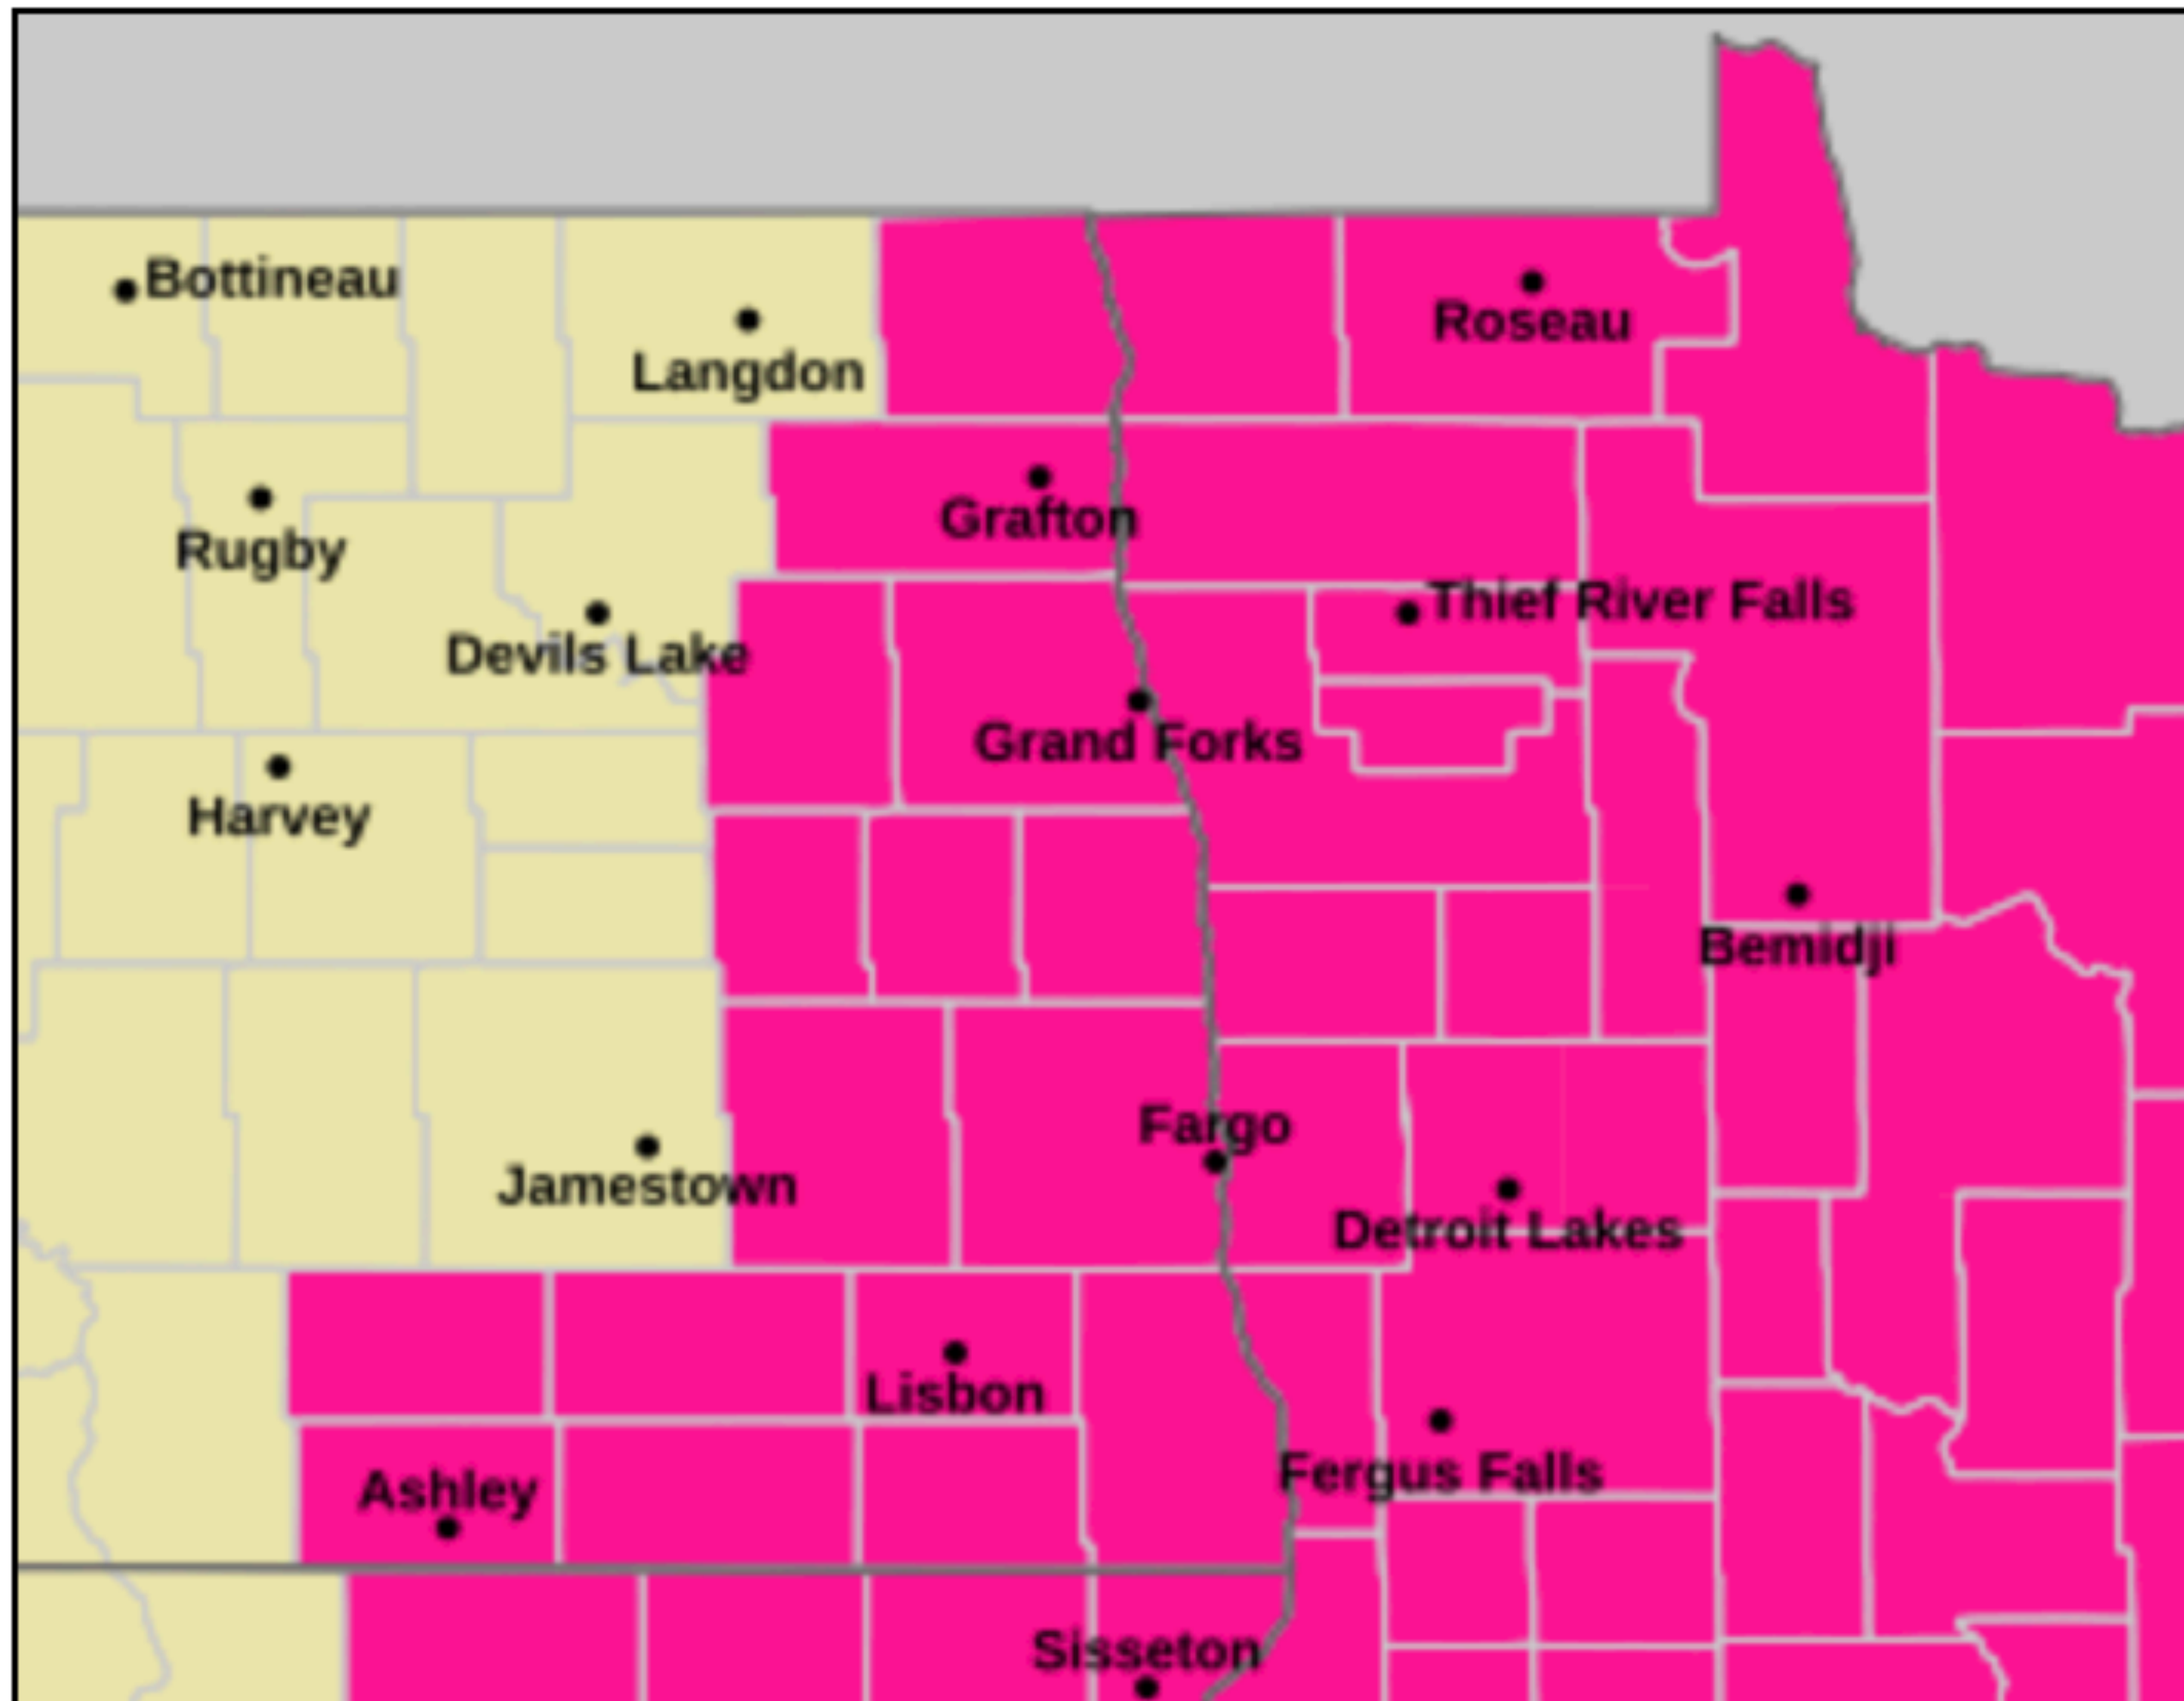 Bottineau
Roseau
Langdon
Grafton
Rugby
Thief River Falls
Devils Lake
Grand Forks
Harvey
Bemidji
Fargo
Jamestown
Detroit Lakes
Lisbon
Fergus Falls
Ashley
Sisseton